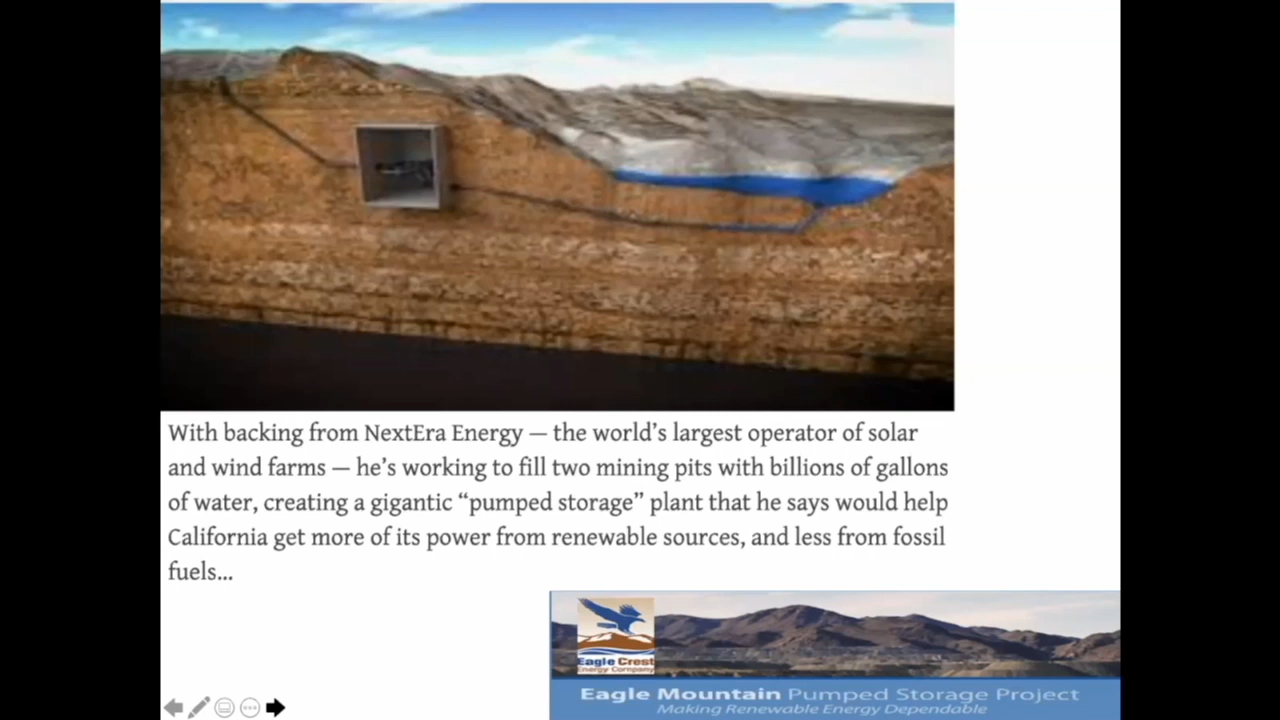 With backing from NextEra Energy — the world’s largest operator of solar
and wind farms — he’s working to fill two mining pits with billions of gallons
of water, creating a gigantic “pumped storage” plant that he says would help
California get more of its power from renewable sources, and less from fossil
fuels...
Eagle Crest
Energy Company
Eagle Mountain Pumped Storage Project
Making Renewable Energy Dependable